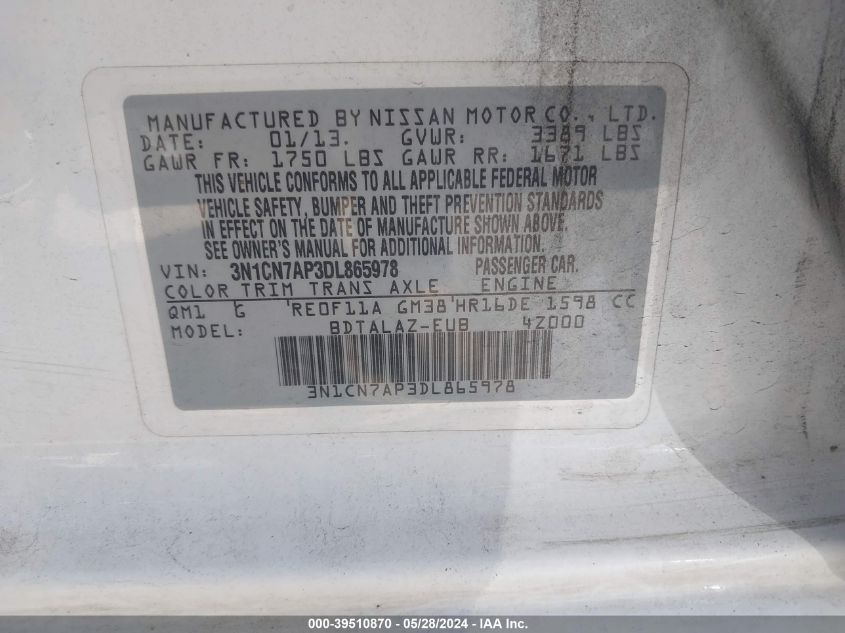 MANUFACTURED BY NISSAN MOTOR CO., LTD.
DATE: 01/13. GVWR: 3389 LBS
GAWR FR: 1750 LBS GAWR RR: 1671 LBS
THIS VEHICLE CONFORMS TO ALL APPLICABLE FEDERAL MOTOR
VEHICLE SAFETY, BUMPER AND THEFT PREVENTION STANDARDS
IN EFFECT ON THE DATE OF MANUFACTURE SHOWN ABOVE.
SEE OWNER'S MANUAL FOR ADDITIONAL INFORMATION.
VIN: 3N1CN7AP3DL865978 PASSENGER CAR.
COLOR TRIM TRANS AXLE ENGINE
QM1 G 'RE0F11A GM38'HR16DE 1598 CC
MODEL: BDTALAZ-EUB 4Z000
3N1CN7AP3DL865978
000-39510870 - 05/28/2024 - IAA Inc.